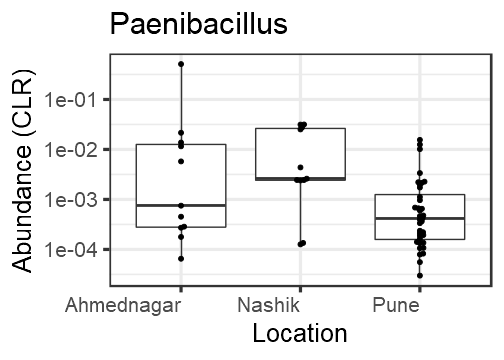 Paenibacillus
Abundance (CLR)
1e-01
1e-02
1e-03
1e-04
Ahmednagar Nashik Pune
Location